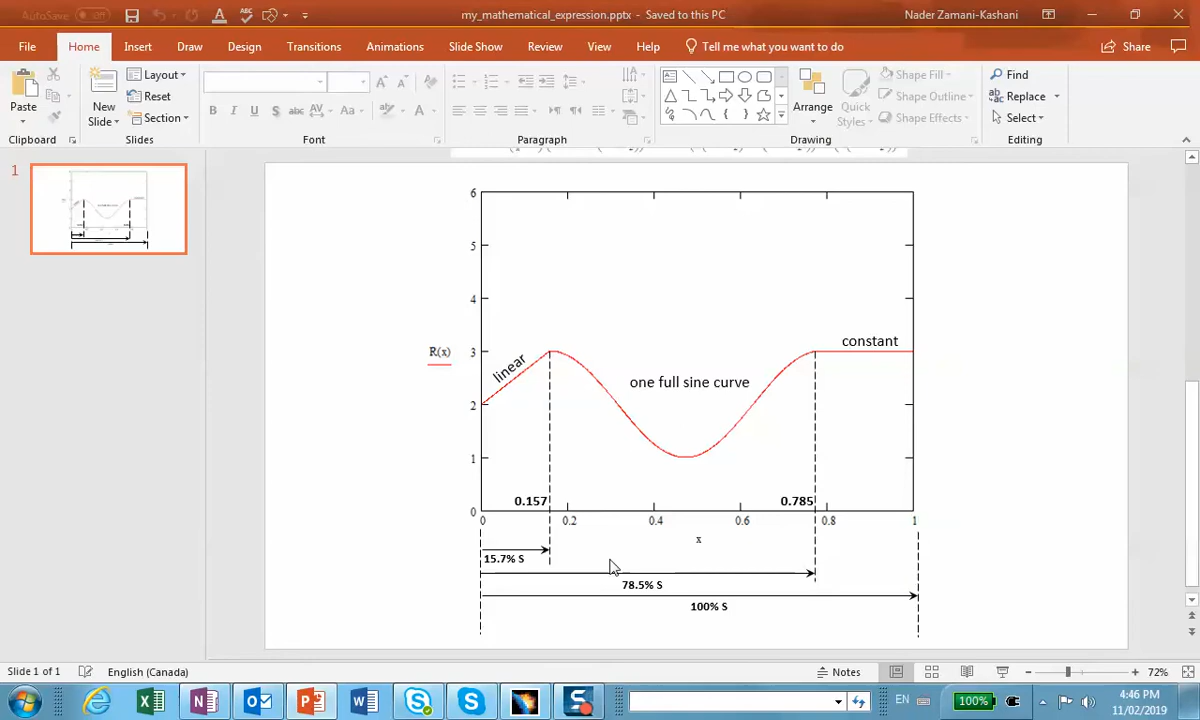 AutoSave Off
my_mathematical_expression.pptx - Saved to this PC
Nader Zamani-Kashani
File Home Insert Draw Design Transitions Animations Slide Show Review View Help Tell me what you want to do Share
Paste
New Slide
Layout
Reset
Section
B I U S abc AV Aa A
Arrange
Quick Styles
Shape Fill
Shape Outline
Shape Effects
Find
Replace
Select
Clipboard Slides Font Paragraph Drawing Editing
1
6
5
4
R(x) 3
2
1
0
linear
one full sine curve
constant
0.157
0.785
0 0.2 0.4 0.6 0.8 1
x
15.7% S
78.5% S
100% S
Slide 1 of 1
English (Canada)
Notes
72%
EN
100%
4:46 PM
11/02/2019